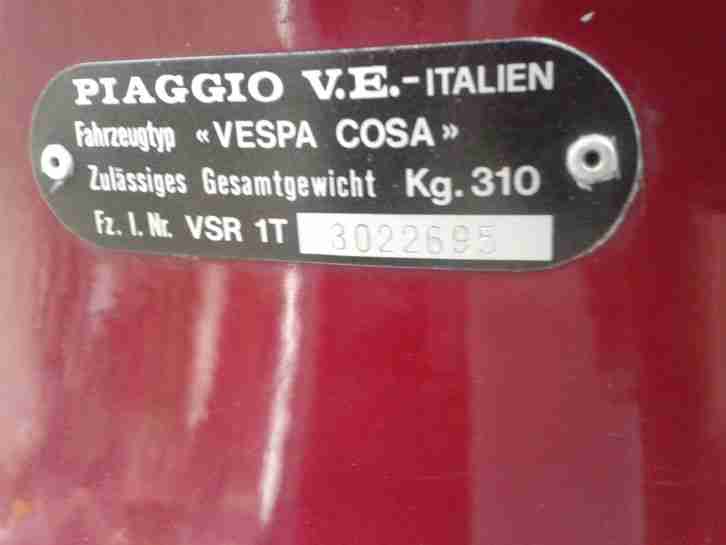 PIAGGIO V.E.-ITALIEN
Fahrzeugtyp «VESPA COSA»
Zulässiges Gesamtgewicht Kg. 310
Fz. I. Nr. VSR 1T 3022695